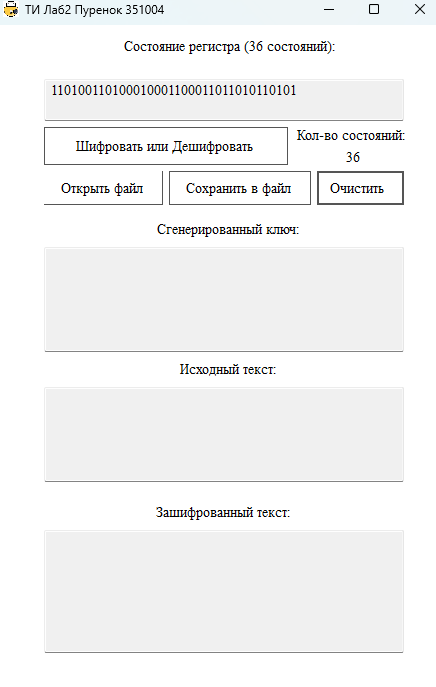 ТИ Лаб2 Пуренок 351004
Состояние регистра (36 состояний):
110100110100010001100011011010110101
Шифровать или Дешифровать
Кол-во состояний:
36
Открыть файл
Сохранить в файл
Очистить
Сгенерированный ключ:
Исходный текст:
Зашифрованный текст: